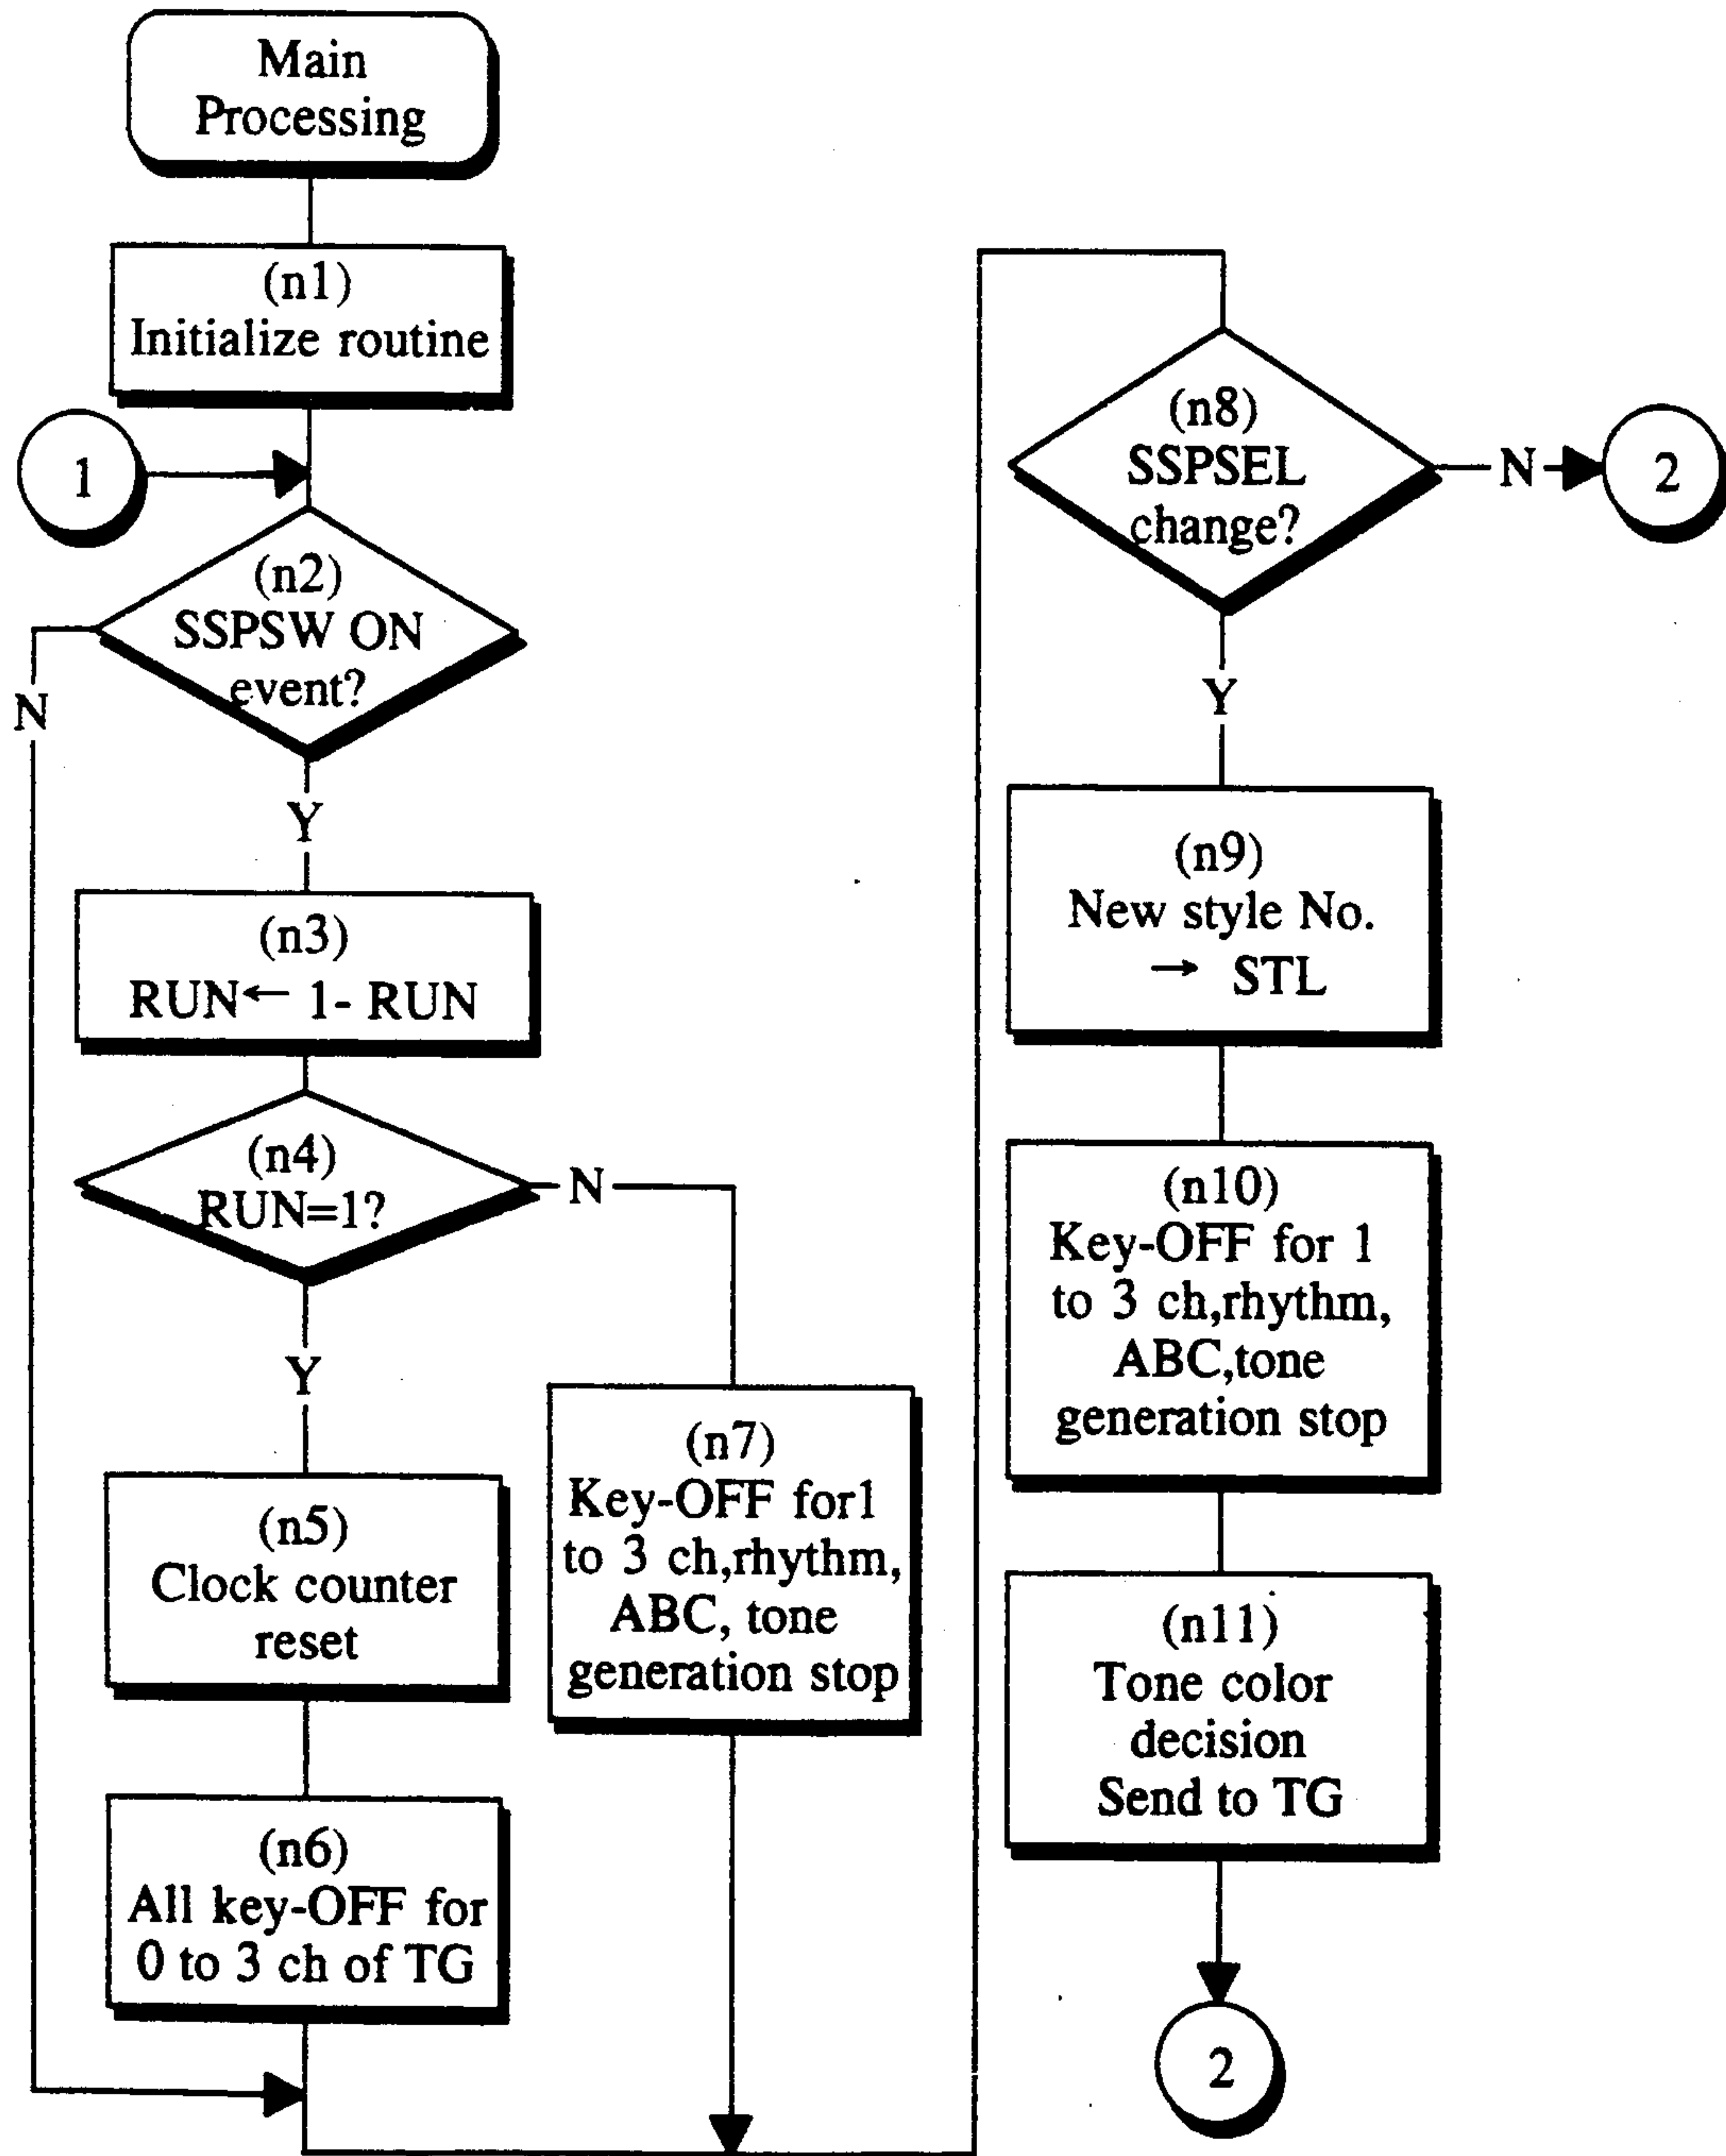 Main
Processing
(n1)
Initialize routine
1
(n2)
SSPSW ON
event?
N
Y
(n3)
RUN← 1- RUN
(n4)
RUN=1?
N
Y
(n5)
Clock counter
reset
(n6)
All key-OFF for
0 to 3 ch of TG
(n7)
Key-OFF for1
to 3 ch,rhythm,
ABC, tone
generation stop
(n8)
SSPSEL
change?
N
2
Y
(n9)
New style No.
→ STL
(n10)
Key-OFF for 1
to 3 ch,rhythm,
ABC,tone
generation stop
(n11)
Tone color
decision
Send to TG
2